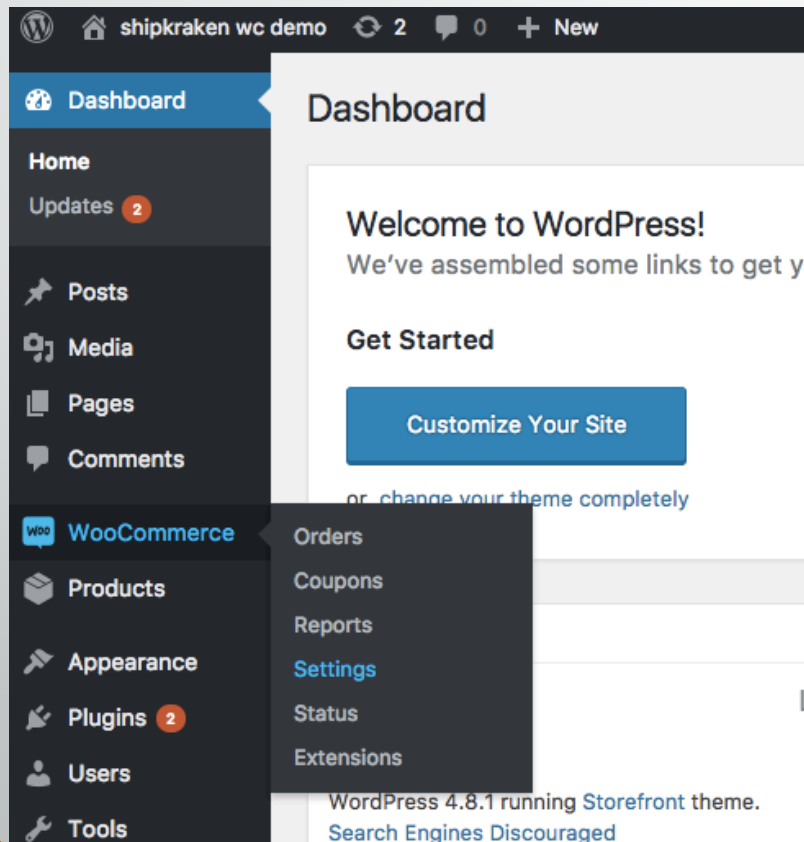 shipkraken wc demo 2 0 + New
Dashboard
Home
Updates 2
Posts
Media
Pages
Comments
WooCommerce
Products
Appearance
Plugins 2
Users
Tools
Orders
Coupons
Reports
Settings
Status
Extensions
Dashboard
Welcome to WordPress!
We've assembled some links to get y
Get Started
Customize Your Site
or change your theme completely
WordPress 4.8.1 running Storefront theme.
Search Engines Discouraged